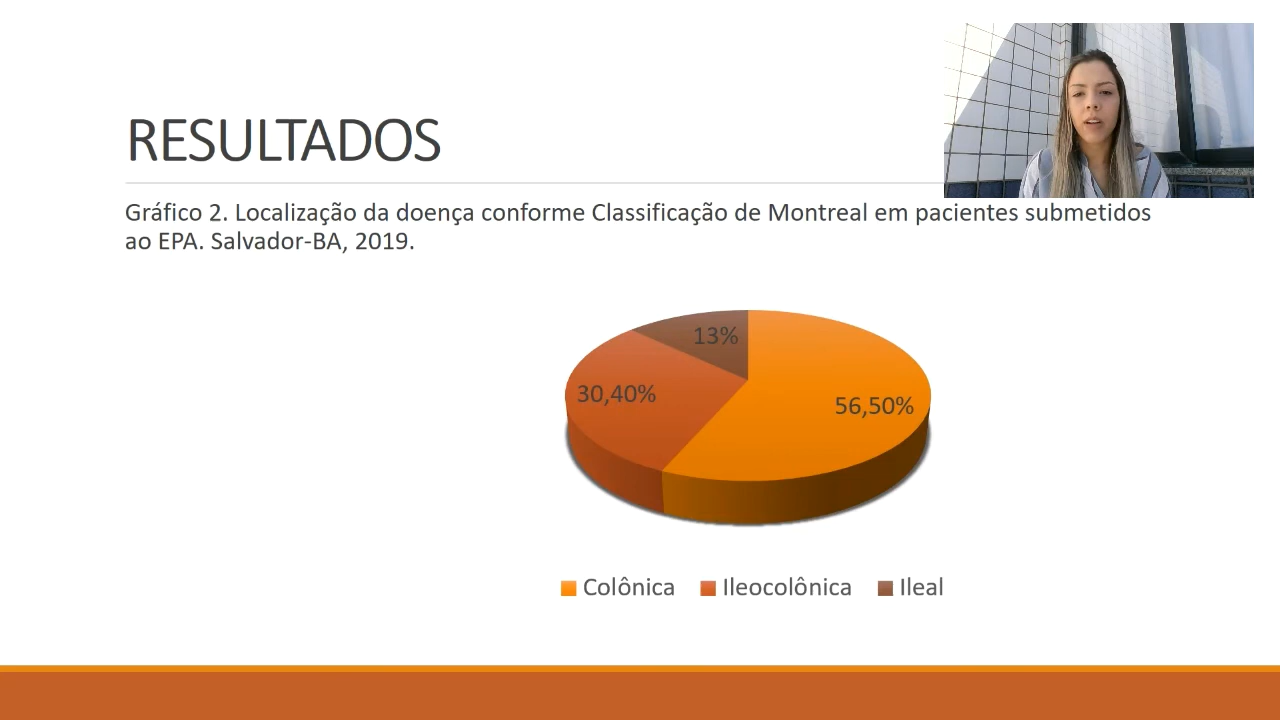 RESULTADOS
Gráfico 2. Localização da doença conforme Classificação de Montreal em pacientes submetidos
ao EPA. Salvador-BA, 2019.
13%
30,40%
56,50%
Colônica Ileocolônica Ileal